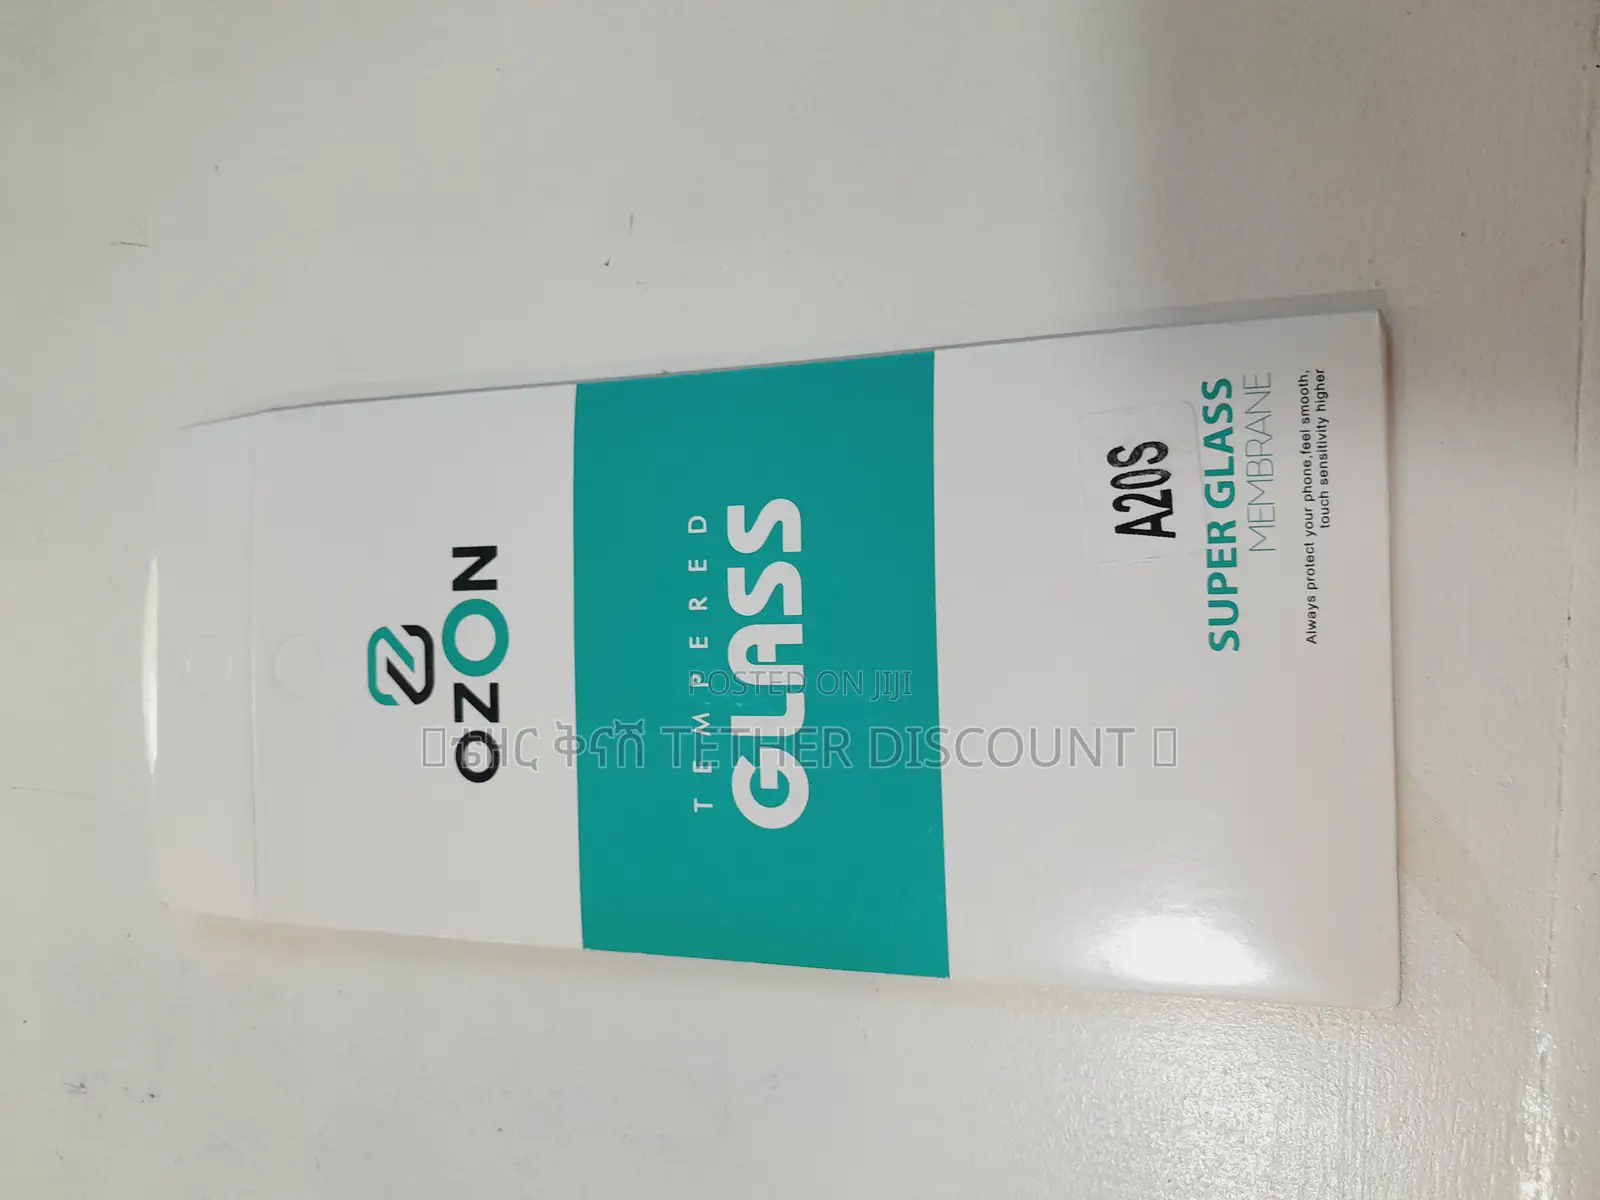 OZON
TEMPERED
GLASS
A20S
SUPER GLASS
MEMBRANE
Always protect your phone,feel smooth,
touch sensitivity higher
POSTED ON JIJI
ቴዘር ቅናሽ TETHER DISCOUNT